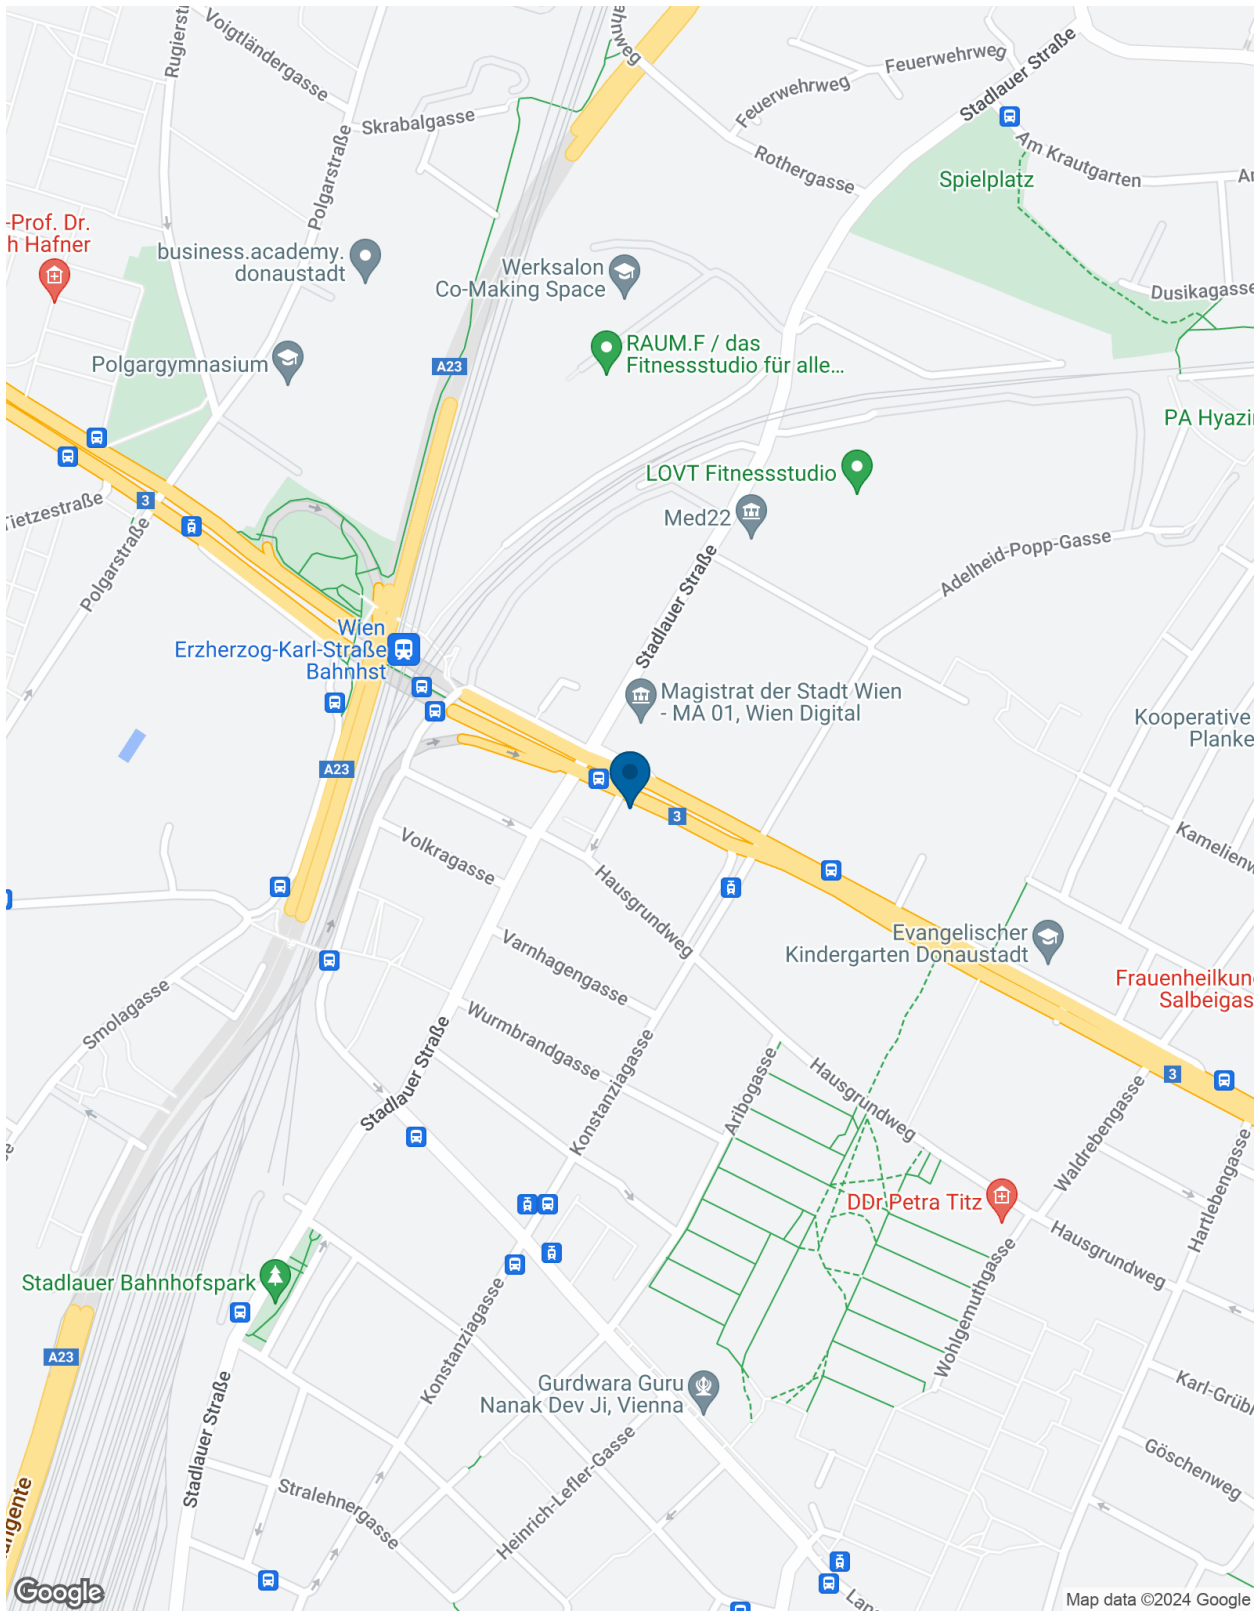 Rugierstr
Voigtländergasse
Skrabalgasse
Polgarstraße
Feuerwehrweg
Feuerwehrweg
Stadlauer Straße
Rothergasse
Am Krautgarten
Spielplatz
-Prof. Dr.
h Hafner
business.academy.
donaustadt
Werksalon
Co-Making Space
Dusikagasse
RAUM.F / das
Fitnessstudio für alle...
Polgargymnasium
A23
PA Hyazi
LOVT Fitnessstudio
Med22
3
Tietzestraße
Polgarstraße
Adelheid-Popp-Gasse
Stadlauer Straße
Wien
Erzherzog-Karl-Straße
Bahnhst
Magistrat der Stadt Wien
- MA 01, Wien Digital
Kooperative
Planke
A23
3
Volkragasse
Kamelienw
Hausgrundweg
Evangelischer
Kindergarten Donaustadt
Varnhagengasse
Frauenheilkun
Salbeigas
Smolagasse
Wurmbrandgasse
Stadlauer Straße
Konstanziagasse
Aribogasse
Hausgrundweg
3
Waldrebengasse
Hartlebengasse
DDr Petra Titz
Hausgrundweg
Stadlauer Bahnhofspark
Wohlgemuthgasse
Konstanziagasse
A23
Gurdwara Guru
Nanak Dev Ji, Vienna
Karl-Grüb
Göschenweg
Stadlauer Straße
Stralehnergasse
Heinrich-Lefler-Gasse
angente
Lan
Google
Map data ©2024 Google